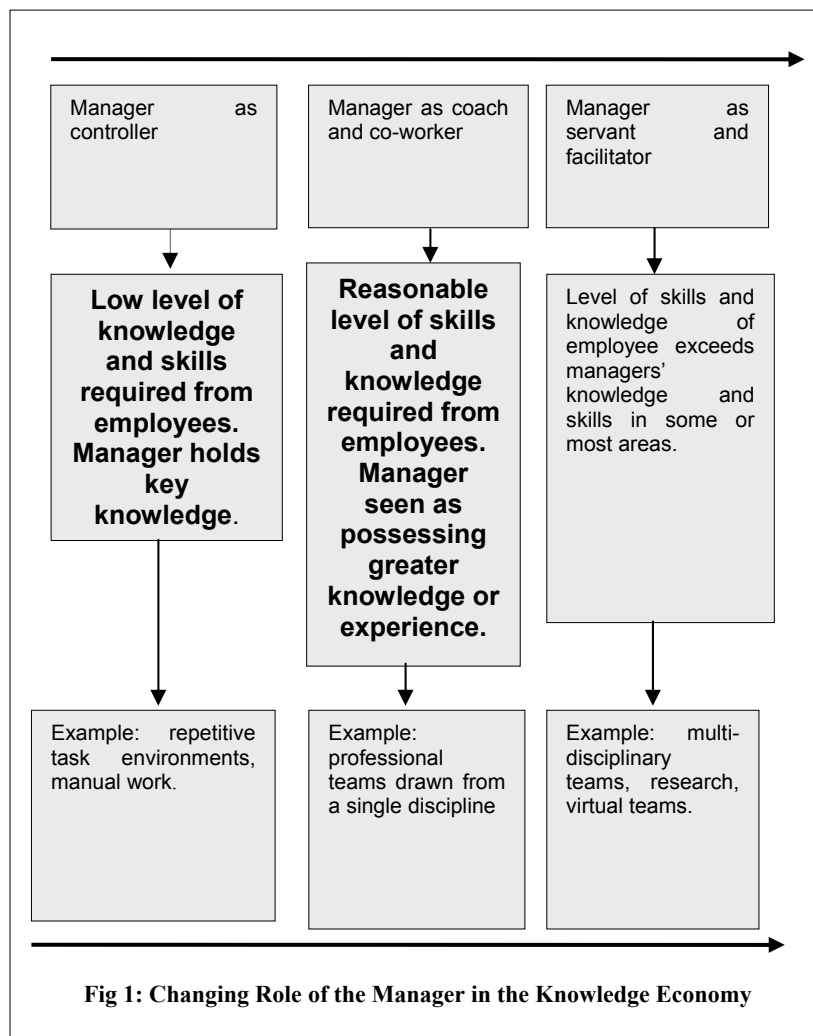 Manager as
controller
Manager as coach
and co-worker
Manager as
servant and
facilitator
Low level of
knowledge
and skills
required from
employees.
Manager holds
key
knowledge.
Reasonable
level of skills
and
knowledge
required from
employees.
Manager
seen as
possessing
greater
knowledge or
experience.
Level of skills and
knowledge of
employee exceeds
managers’
knowledge and
skills in some or
most areas.
Example: repetitive
task environments,
manual work.
Example:
professional
teams drawn from
a single discipline
Example: multi-
disciplinary
teams, research,
virtual teams.
Fig 1: Changing Role of the Manager in the Knowledge Economy